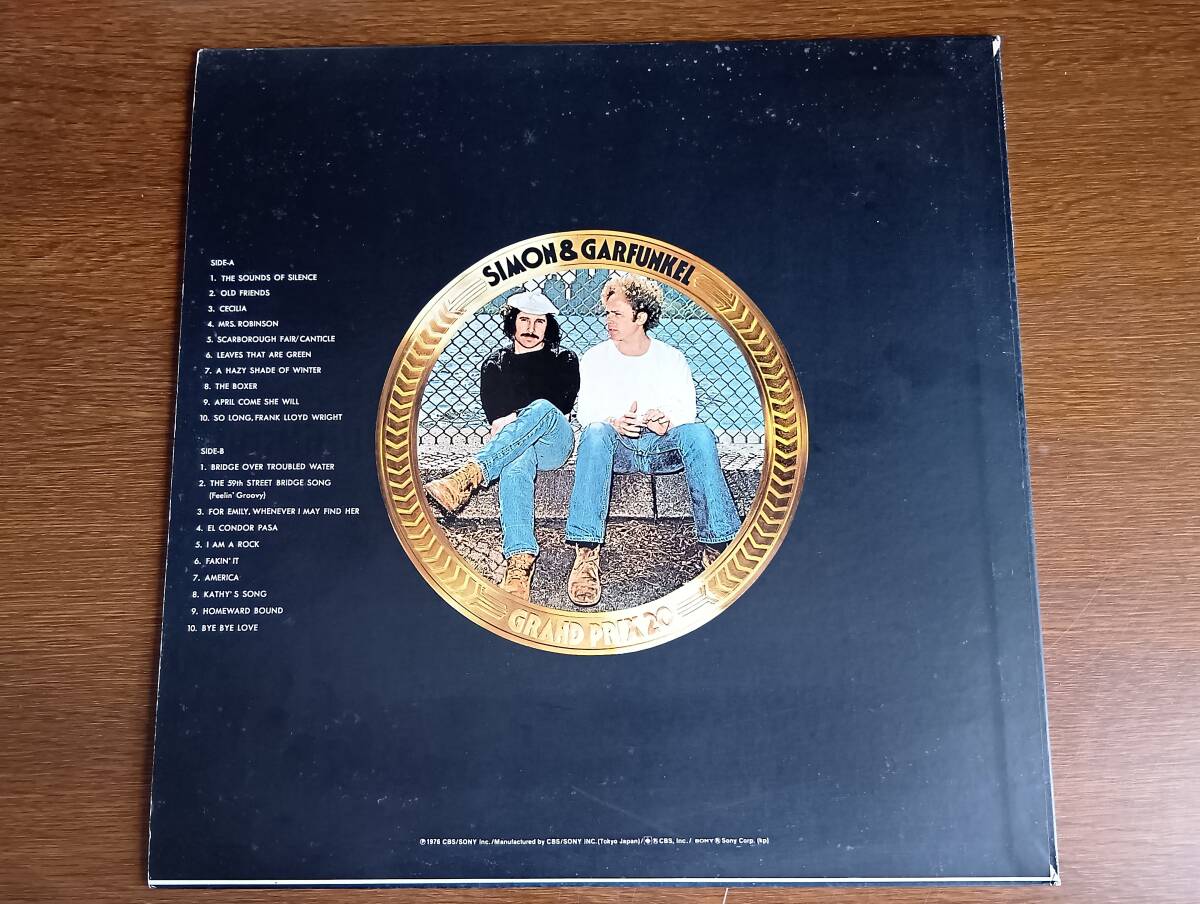 SIMON & GARFUNKEL
GRAND PRIX 20
SIDE-A
1. THE SOUNDS OF SILENCE
2. OLD FRIENDS
3. CECILIA
4. MRS. ROBINSON
5. SCARBOROUGH FAIR/CANTICLE
6. LEAVES THAT ARE GREEN
7. A HAZY SHADE OF WINTER
8. THE BOXER
9. APRIL COME SHE WILL
10. SO LONG, FRANK LLOYD WRIGHT
SIDE-B
1. BRIDGE OVER TROUBLED WATER
2. THE 59th STREET BRIDGE SONG
(Feelin' Groovy)
3. FOR EMILY, WHENEVER I MAY FIND HER
4. EL CONDOR PASA
5. I AM A ROCK
6. FAKIN' IT
7. AMERICA
8. KATHY'S SONG
9. HOMEWARD BOUND
10. BYE BYE LOVE
℗1976 CBS/SONY Inc./Manufactured by CBS/SONY INC.(Tokyo Japan)/ ® CBS, Inc./ SONY ® Sony Corp. (kp)